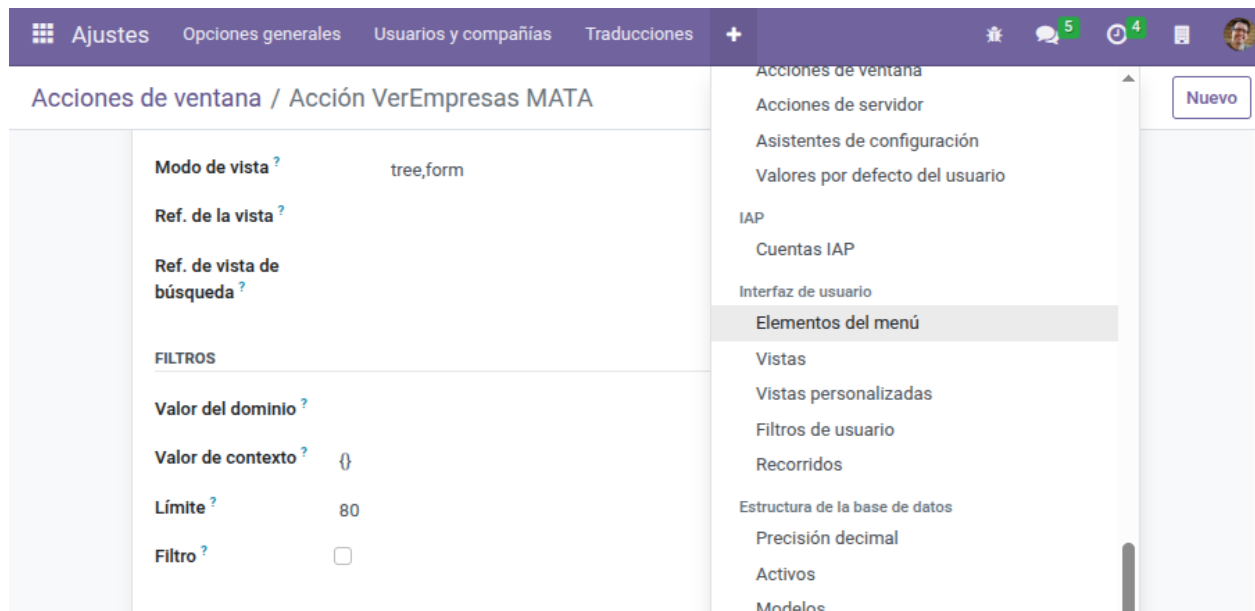 Ajustes Opciones generales Usuarios y compañías Traducciones + 5 4
Acciones de ventana / Acción VerEmpresas MATA
Nuevo
Modo de vista ? tree,form
Ref. de la vista ?
Ref. de vista de
búsqueda ?
FILTROS
Valor del dominio ?
Valor de contexto ? {}
Límite ? 80
Filtro ?
Acciones de ventana
Acciones de servidor
Asistentes de configuración
Valores por defecto del usuario
IAP
Cuentas IAP
Interfaz de usuario
Elementos del menú
Vistas
Vistas personalizadas
Filtros de usuario
Recorridos
Estructura de la base de datos
Precisión decimal
Activos
Modelos